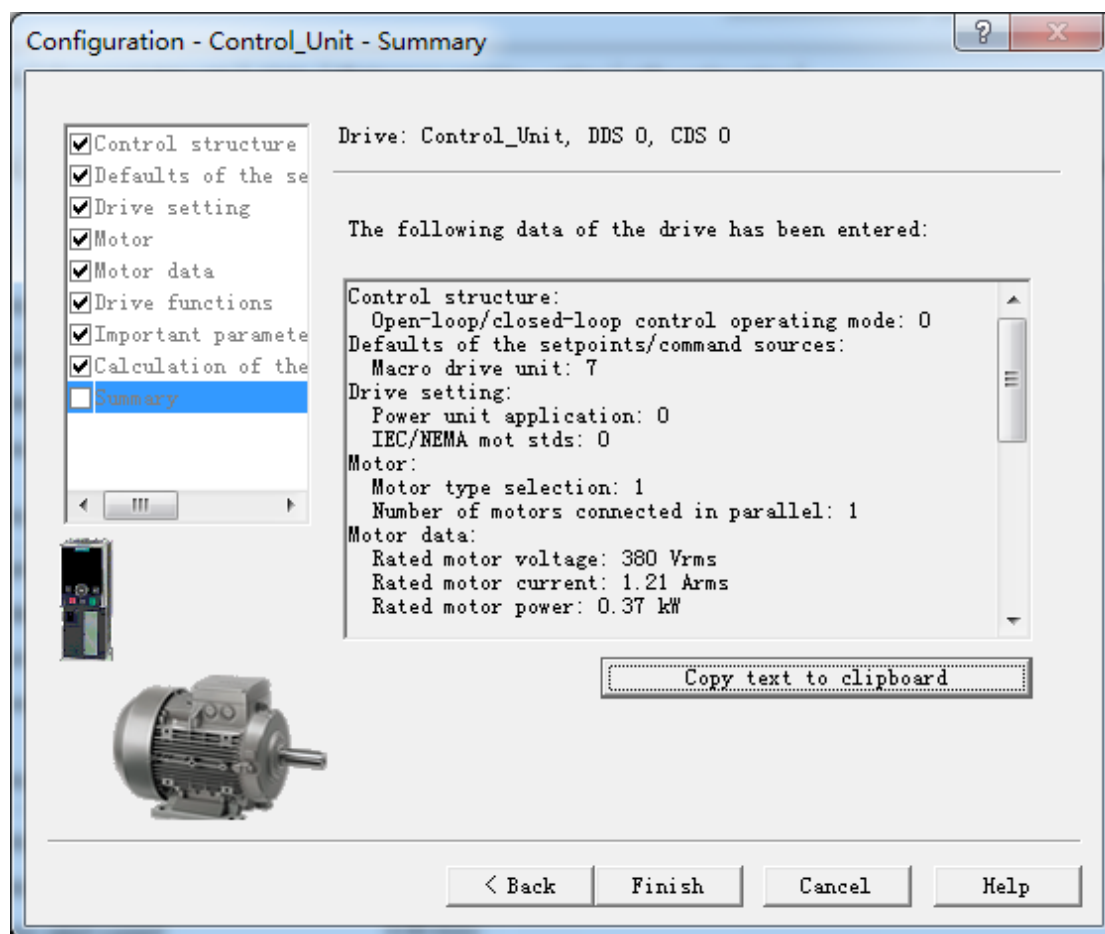 Configuration - Control_Unit - Summary
Control structure
Defaults of the se
Drive setting
Motor
Motor data
Drive functions
Important paramete
Calculation of the
Summary
Drive: Control_Unit, DDS 0, CDS 0
The following data of the drive has been entered:
Control structure:
Open-loop/closed-loop control operating mode: 0
Defaults of the setpoints/command sources:
Macro drive unit: 7
Drive setting:
Power unit application: 0
IEC/NEMA mot stds: 0
Motor:
Motor type selection: 1
Number of motors connected in parallel: 1
Motor data:
Rated motor voltage: 380 Vrms
Rated motor current: 1.21 Arms
Rated motor power: 0.37 kW
Copy text to clipboard
< Back
Finish
Cancel
Help